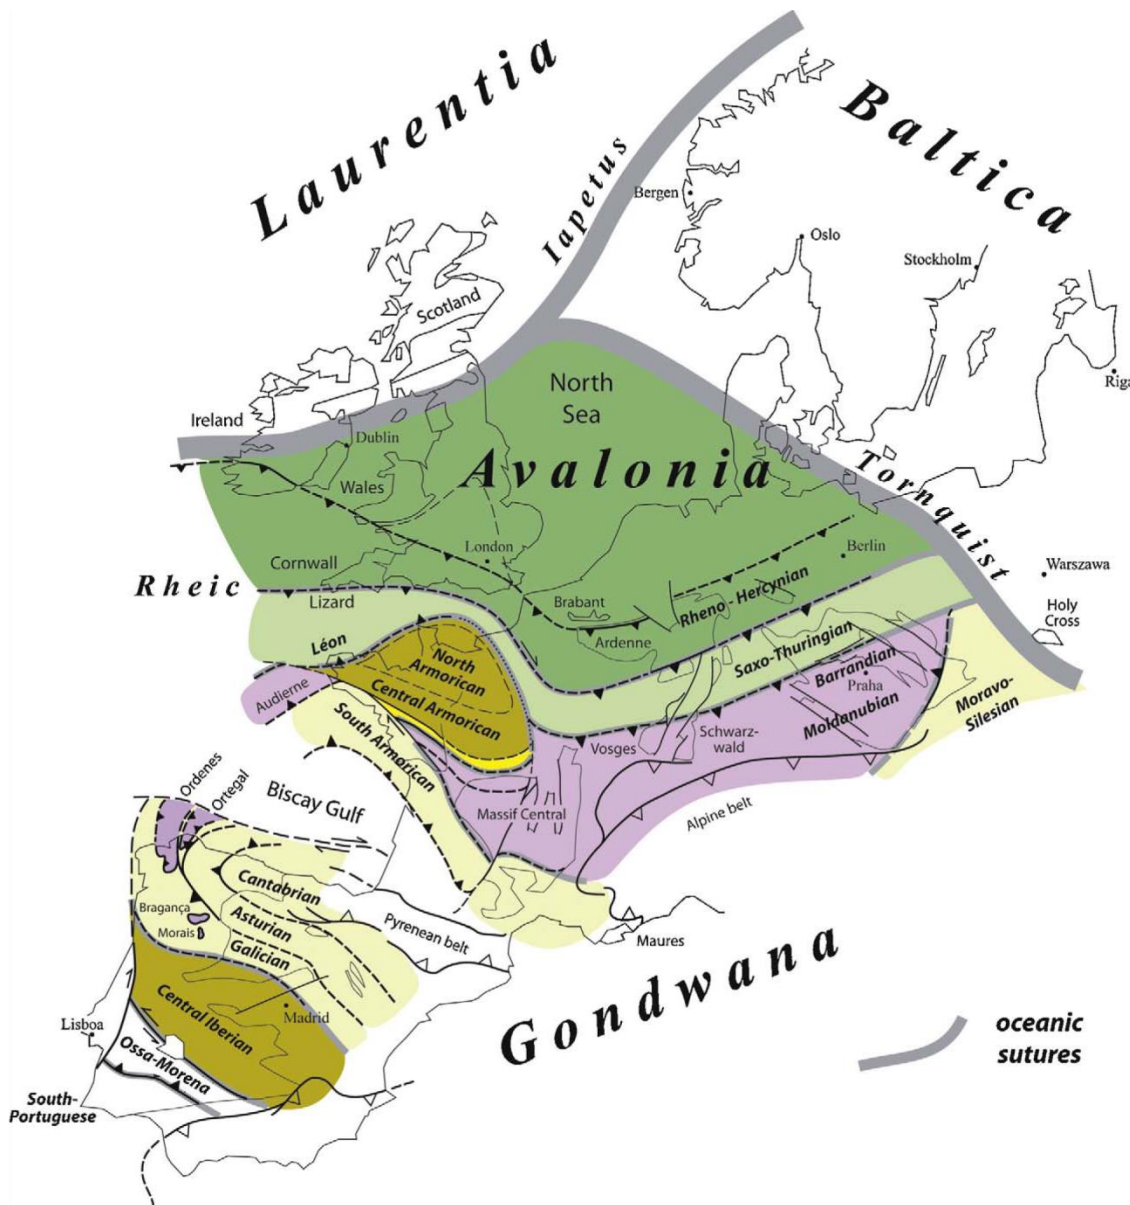 Laurentia
Baltica
Iapetus
Bergen
Oslo
Stockholm
Scotland
Riga
North
Sea
Ireland
Dublin
Avalonia
Tornquist
Wales
London
Berlin
Cornwall
Warszawa
Rheic
Lizard
Brabant
Rheno - Hercynian
Holy
Cross
Ardenne
Léon
North
Armorican
Saxo-Thuringian
Barrandian
Praha
Audierne
Central Armorican
Moldanubian
Moravo-
Silesian
South Armorican
Vosges
Schwarz-
wald
Ordenes
Ortegal
Biscay Gulf
Massif Central
Alpine belt
Cantabrian
Bragança
Asturian
Morais
Galician
Pyrenean belt
Maures
Gondwana
Central Iberian
Madrid
Lisboa
Ossa-Morena
South-
Portuguese
oceanic
sutures